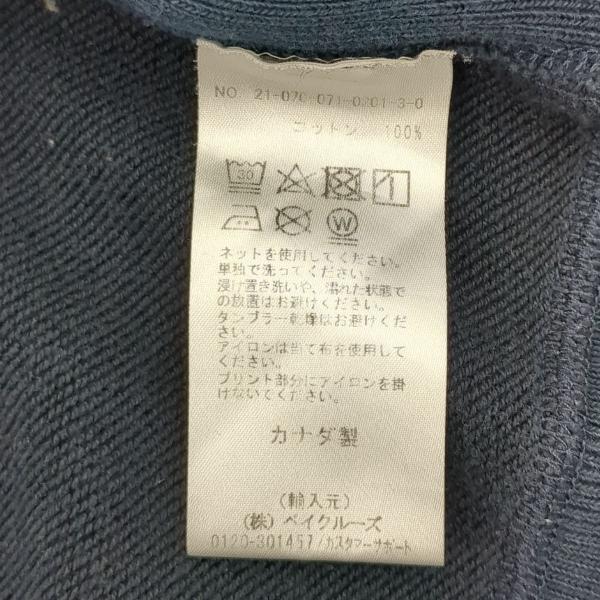 NO. 21-070-071-0201-3-0
コットン 100%
30
W
ネットを使用してください。
単独で洗ってください。
浸け置き洗いや、濡れた状態で
の放置はお避けください。
タンブラー乾燥はお避けくだ
さい。
アイロンは当て布を使用して
ください。
プリント部分にアイロンを掛
けないでください。
カナダ製
(輸入元)
(株) ベイクルーズ
0120-301457/カスタマーサポート